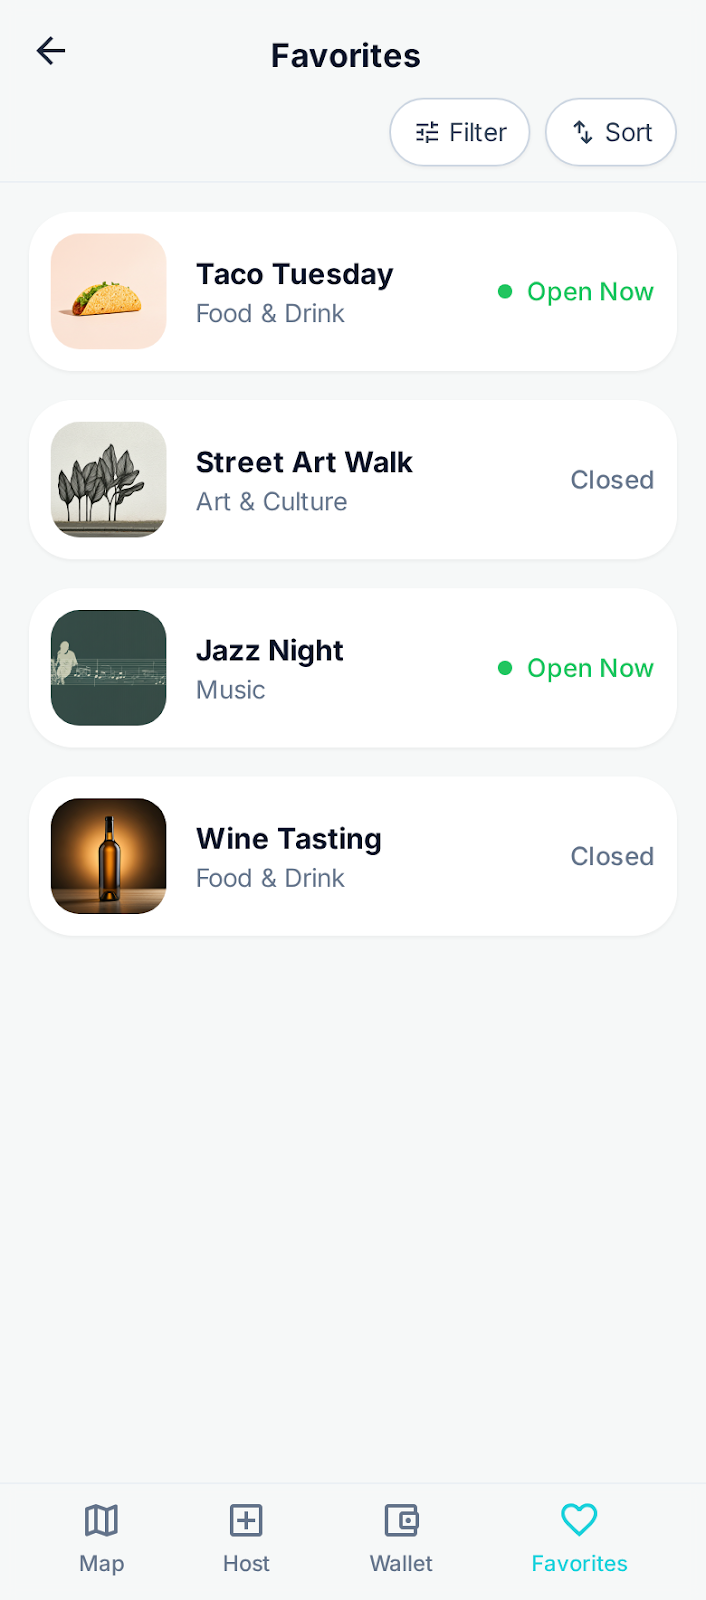 Favorites
Filter
Sort
Taco Tuesday
Food & Drink
Open Now
Street Art Walk
Art & Culture
Closed
Jazz Night
Music
Open Now
Wine Tasting
Food & Drink
Closed
Map
Host
Wallet
Favorites